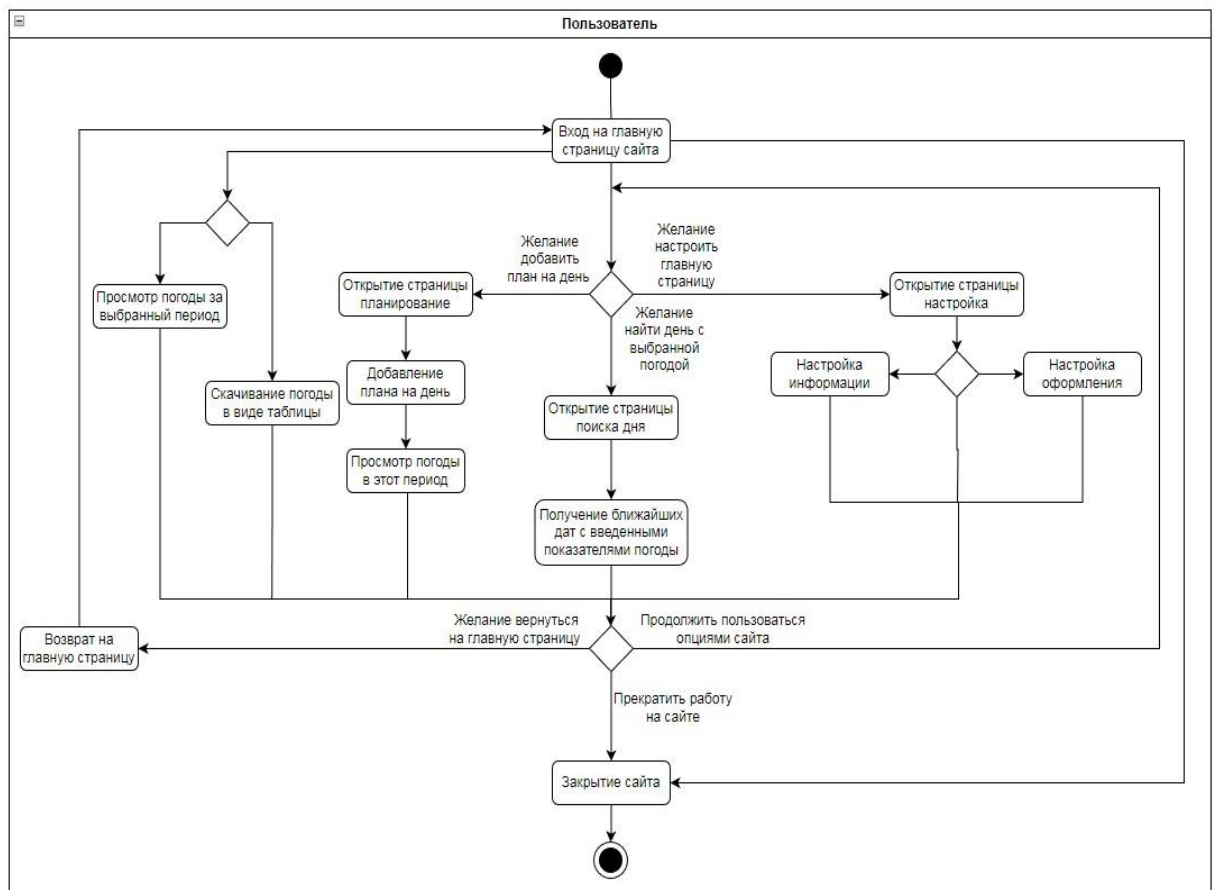 Пользователь
Вход на главную
страницу сайта
Желание
добавить
план на день
Желание
настроить
главную
страницу
Просмотр погоды за
выбранный период
Открытие страницы
планирование
Желание
найти день с
выбранной
погодой
Открытие страницы
настройка
Скачивание погоды
в виде таблицы
Добавление
плана на день
Настройка
информации
Настройка
оформления
Открытие страницы
поиска дня
Просмотр погоды
в этот период
Получение ближайших
дат с введенными
показателями погоды
Желание вернуться
на главную страницу
Продолжить пользоваться
опциями сайта
Возврат на
главную страницу
Прекратить работу
на сайте
Закрытие сайта